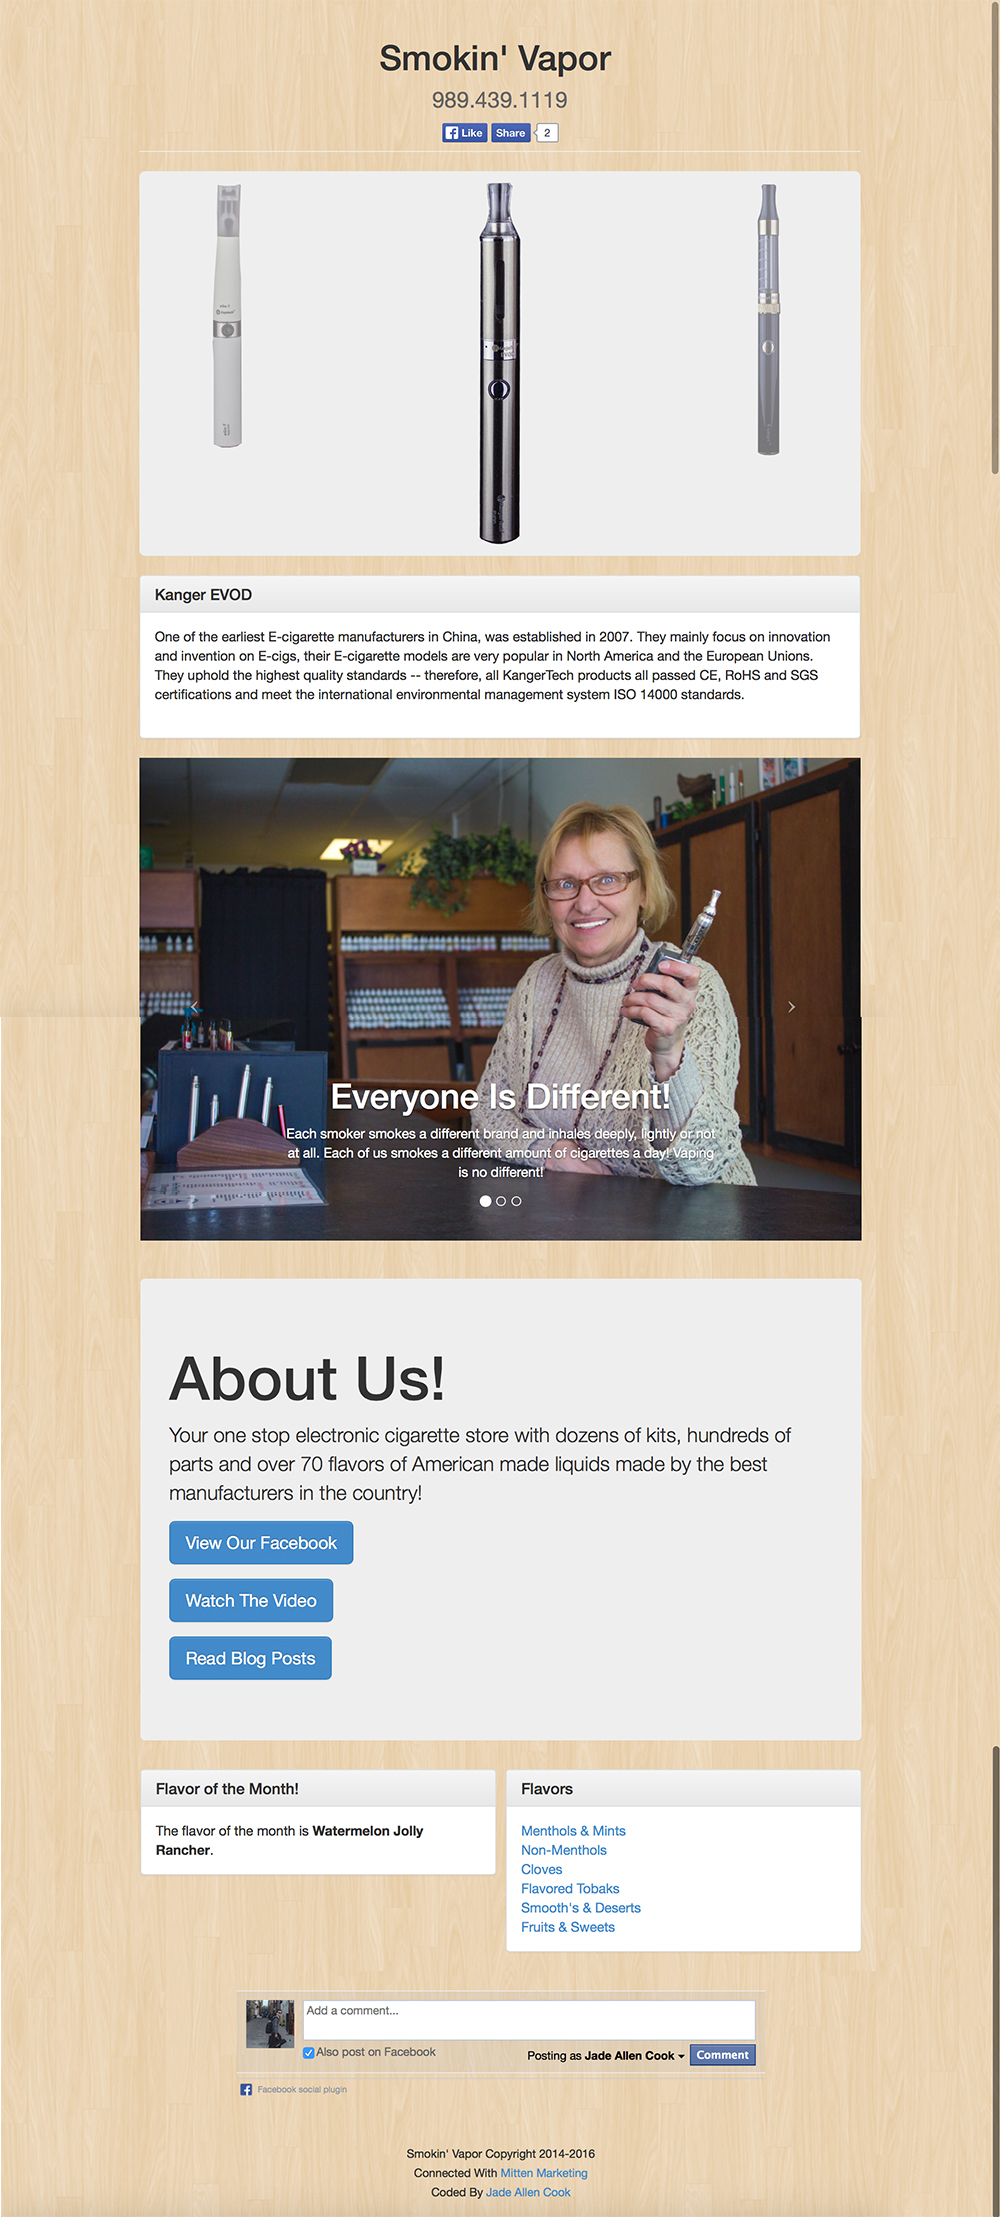 Smokin' Vapor
989.439.1119
Like Share 2
Kanger EVOD
One of the earliest E-cigarette manufacturers in China, was established in 2007. They mainly focus on innovation
and invention on E-cigs, their E-cigarette models are very popular in North America and the European Unions.
They uphold the highest quality standards -- therefore, all KangerTech products all passed CE, RoHS and SGS
certifications and meet the international environmental management system ISO 14000 standards.
Everyone Is Different!
Each smoker smokes a different brand and inhales deeply, lightly or not
at all. Each of us smokes a different amount of cigarettes a day! Vaping
is no different!
About Us!
Your one stop electronic cigarette store with dozens of kits, hundreds of
parts and over 70 flavors of American made liquids made by the best
manufacturers in the country!
View Our Facebook
Watch The Video
Read Blog Posts
Flavor of the Month!
The flavor of the month is Watermelon Jolly
Rancher.
Flavors
Menthols & Mints
Non-Menthols
Cloves
Flavored Tobaks
Smooth's & Deserts
Fruits & Sweets
Add a comment...
Also post on Facebook
Posting as Jade Allen Cook Comment
Facebook social plugin
Smokin' Vapor Copyright 2014-2016
Connected With Mitten Marketing
Coded By Jade Allen Cook